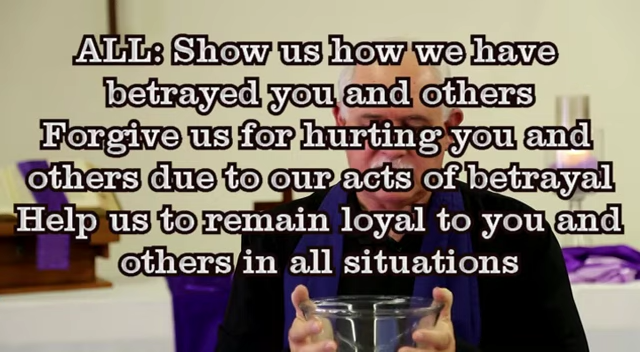 ALL: Show us how we have
betrayed you and others
Forgive us for hurting you and
others due to our acts of betrayal
Help us to remain loyal to you and
others in all situations